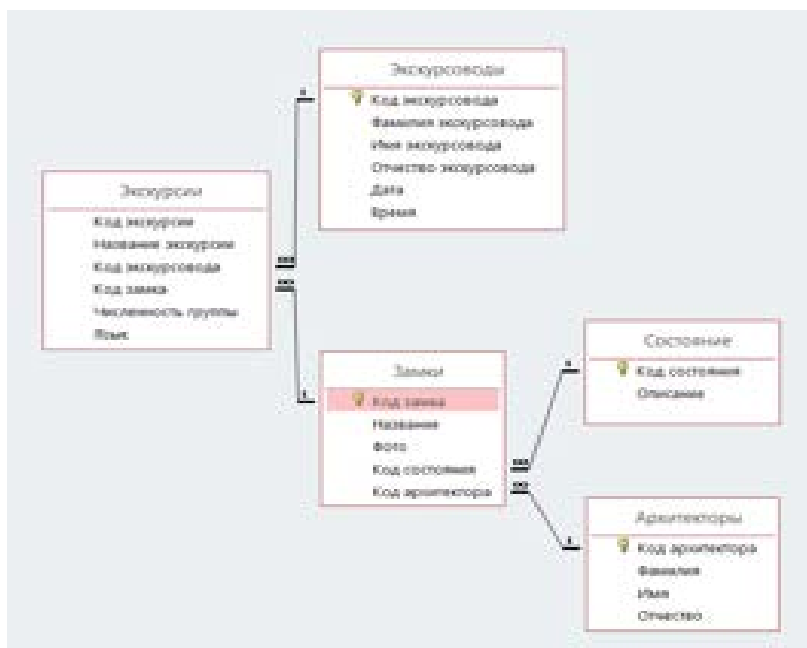 Экскурсоводы
Код экскурсовода
Фамилия экскурсовода
Имя экскурсовода
Отчество экскурсовода
Дата
Время
Экскурсии
Код экскурсии
Название экскурсии
Код экскурсовода
Код замка
Численность группы
Язык
Замки
Код замка
Название
Фото
Код состояния
Код архитектора
Состояние
Код состояния
Описание
Архитекторы
Код архитектора
Фамилия
Имя
Отчество